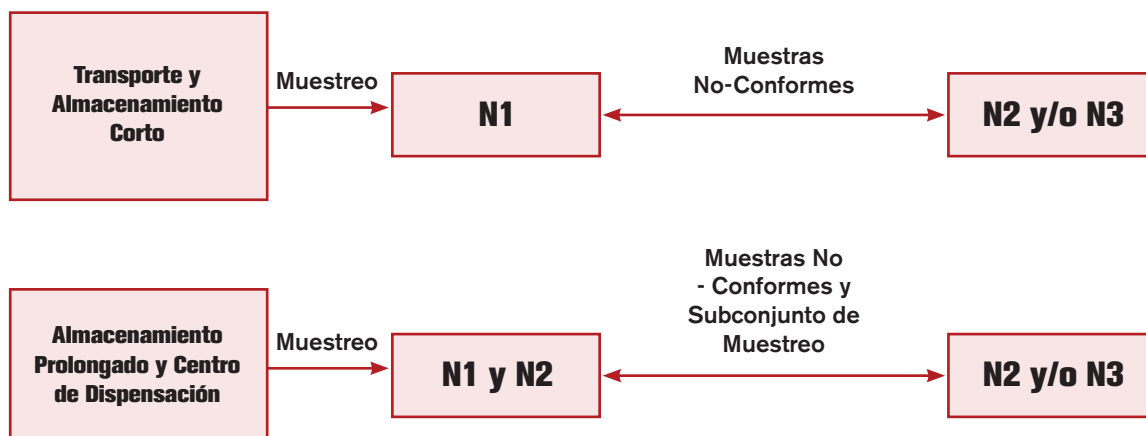 Transporte y
Almacenamiento
Corto
Muestreo
N1
Muestras
No-Conformes
N2 y/o N3
Almacenamiento
Prolongado y Centro
de Dispensación
Muestreo
N1 y N2
Muestras No
- Conformes y
Subconjunto de
Muestreo
N2 y/o N3